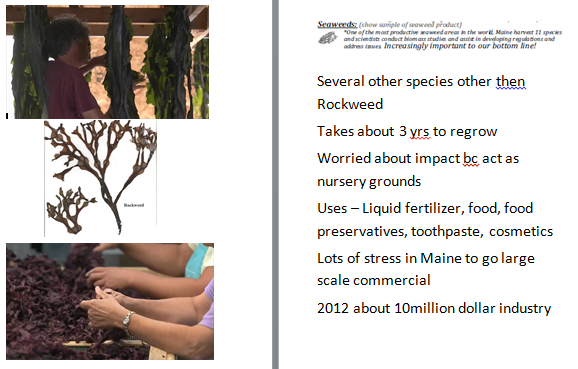 Rockweed
Seaweeds: (show sample of seaweed product)
*One of the most productive seaweed areas in the world, Maine harvest 11 species
and scientists conduct biomass studies and assist in developing regulations and
address issues. Increasingly important to our bottom line!
Several other species other then
Rockweed
Takes about 3 yrs to regrow
Worried about impact bc act as
nursery grounds
Uses – Liquid fertilizer, food, food
preservatives, toothpaste, cosmetics
Lots of stress in Maine to go large
scale commercial
2012 about 10million dollar industry